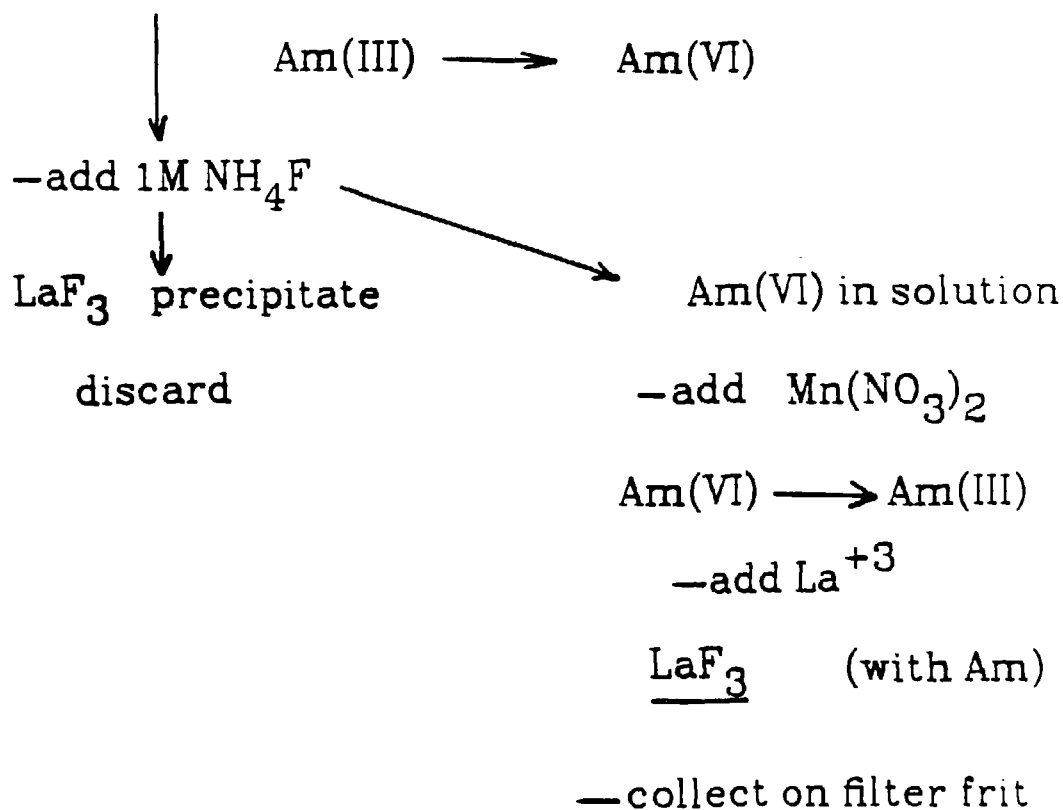 Am(III) ⟶ Am(VI)
—add 1M NH₄F
LaF₃ precipitate
Am(VI) in solution
discard
—add Mn(NO₃)₂
Am(VI) ⟶ Am(III)
—add La⁺³
LaF₃ (with Am)
—collect on filter frit